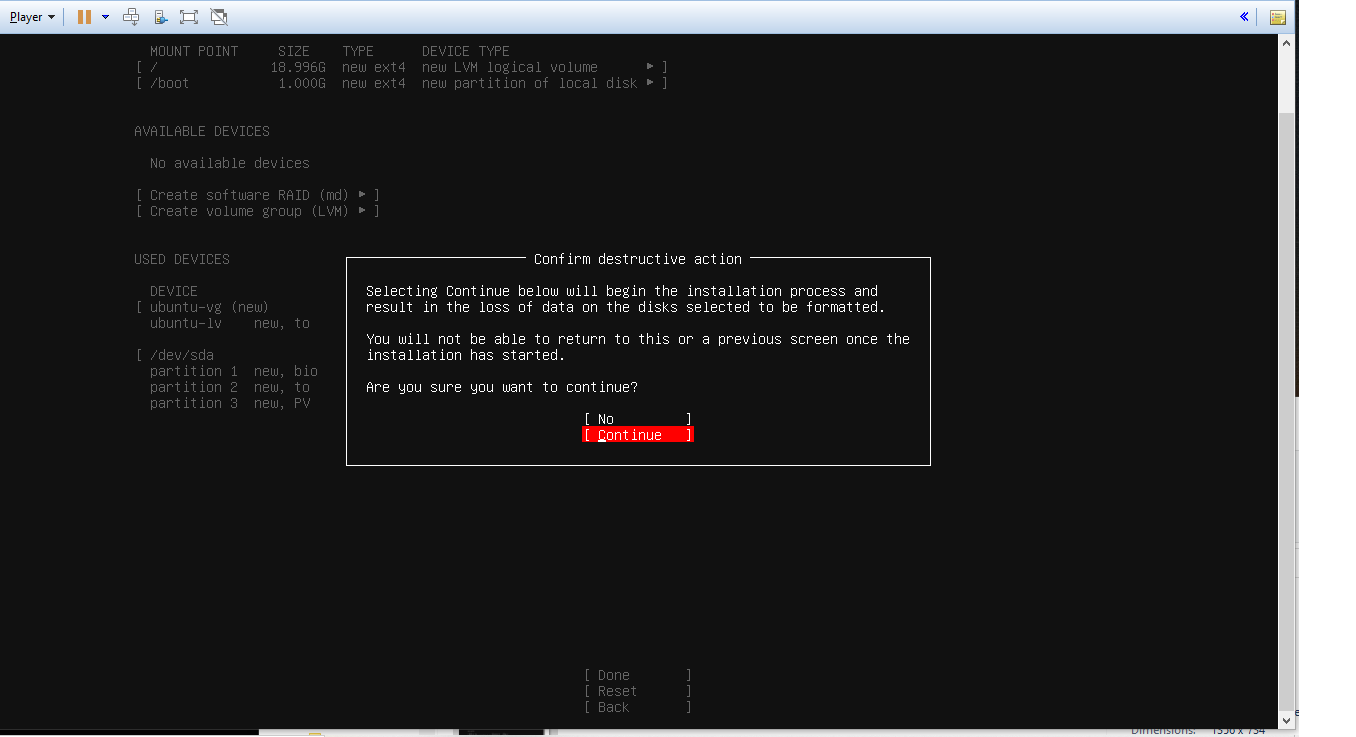 Player
MOUNT POINT SIZE TYPE DEVICE TYPE
[ / 18.996G new ext4 new LVM logical volume ▸ ]
[ /boot 1.000G new ext4 new partition of local disk ▸ ]
AVAILABLE DEVICES
No available devices
[ Create software RAID (md) ▸ ]
[ Create volume group (LVM) ▸ ]
USED DEVICES
DEVICE
[ ubuntu-vg (new)
ubuntu-lv new, to
[ /dev/sda
partition 1 new, bio
partition 2 new, to
partition 3 new, PV
Confirm destructive action
Selecting Continue below will begin the installation process and
result in the loss of data on the disks selected to be formatted.
You will not be able to return to this or a previous screen once the
installation has started.
Are you sure you want to continue?
[ No ]
[ Continue ]
[ Done ]
[ Reset ]
[ Back ]
Dimensions: 1356 x 734